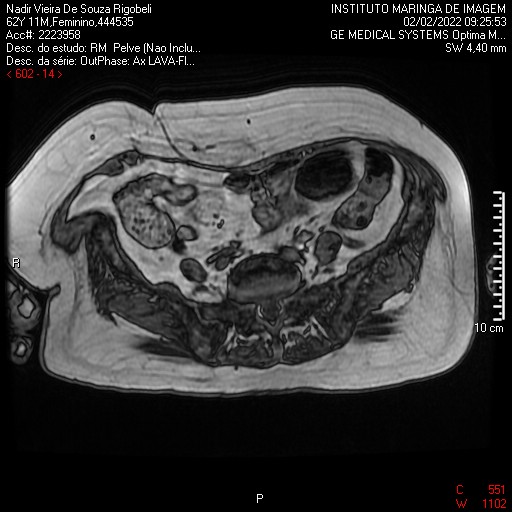 Nadir Vieira De Souza Rigobeli
62Y 11M,Feminino,444535
Acc#: 2223958
Desc. do estudo: RM  Pelve (Nao Inclu...
Desc. da série: OutPhase: Ax LAVA-Fl...
< 602 - 14 >
INSTITUTO MARINGA DE IMAGEM
02/02/2022 09:25:53
GE MEDICAL SYSTEMS Optima M...
SW 4,40 mm
R
10 cm
P
C 551
W 1102